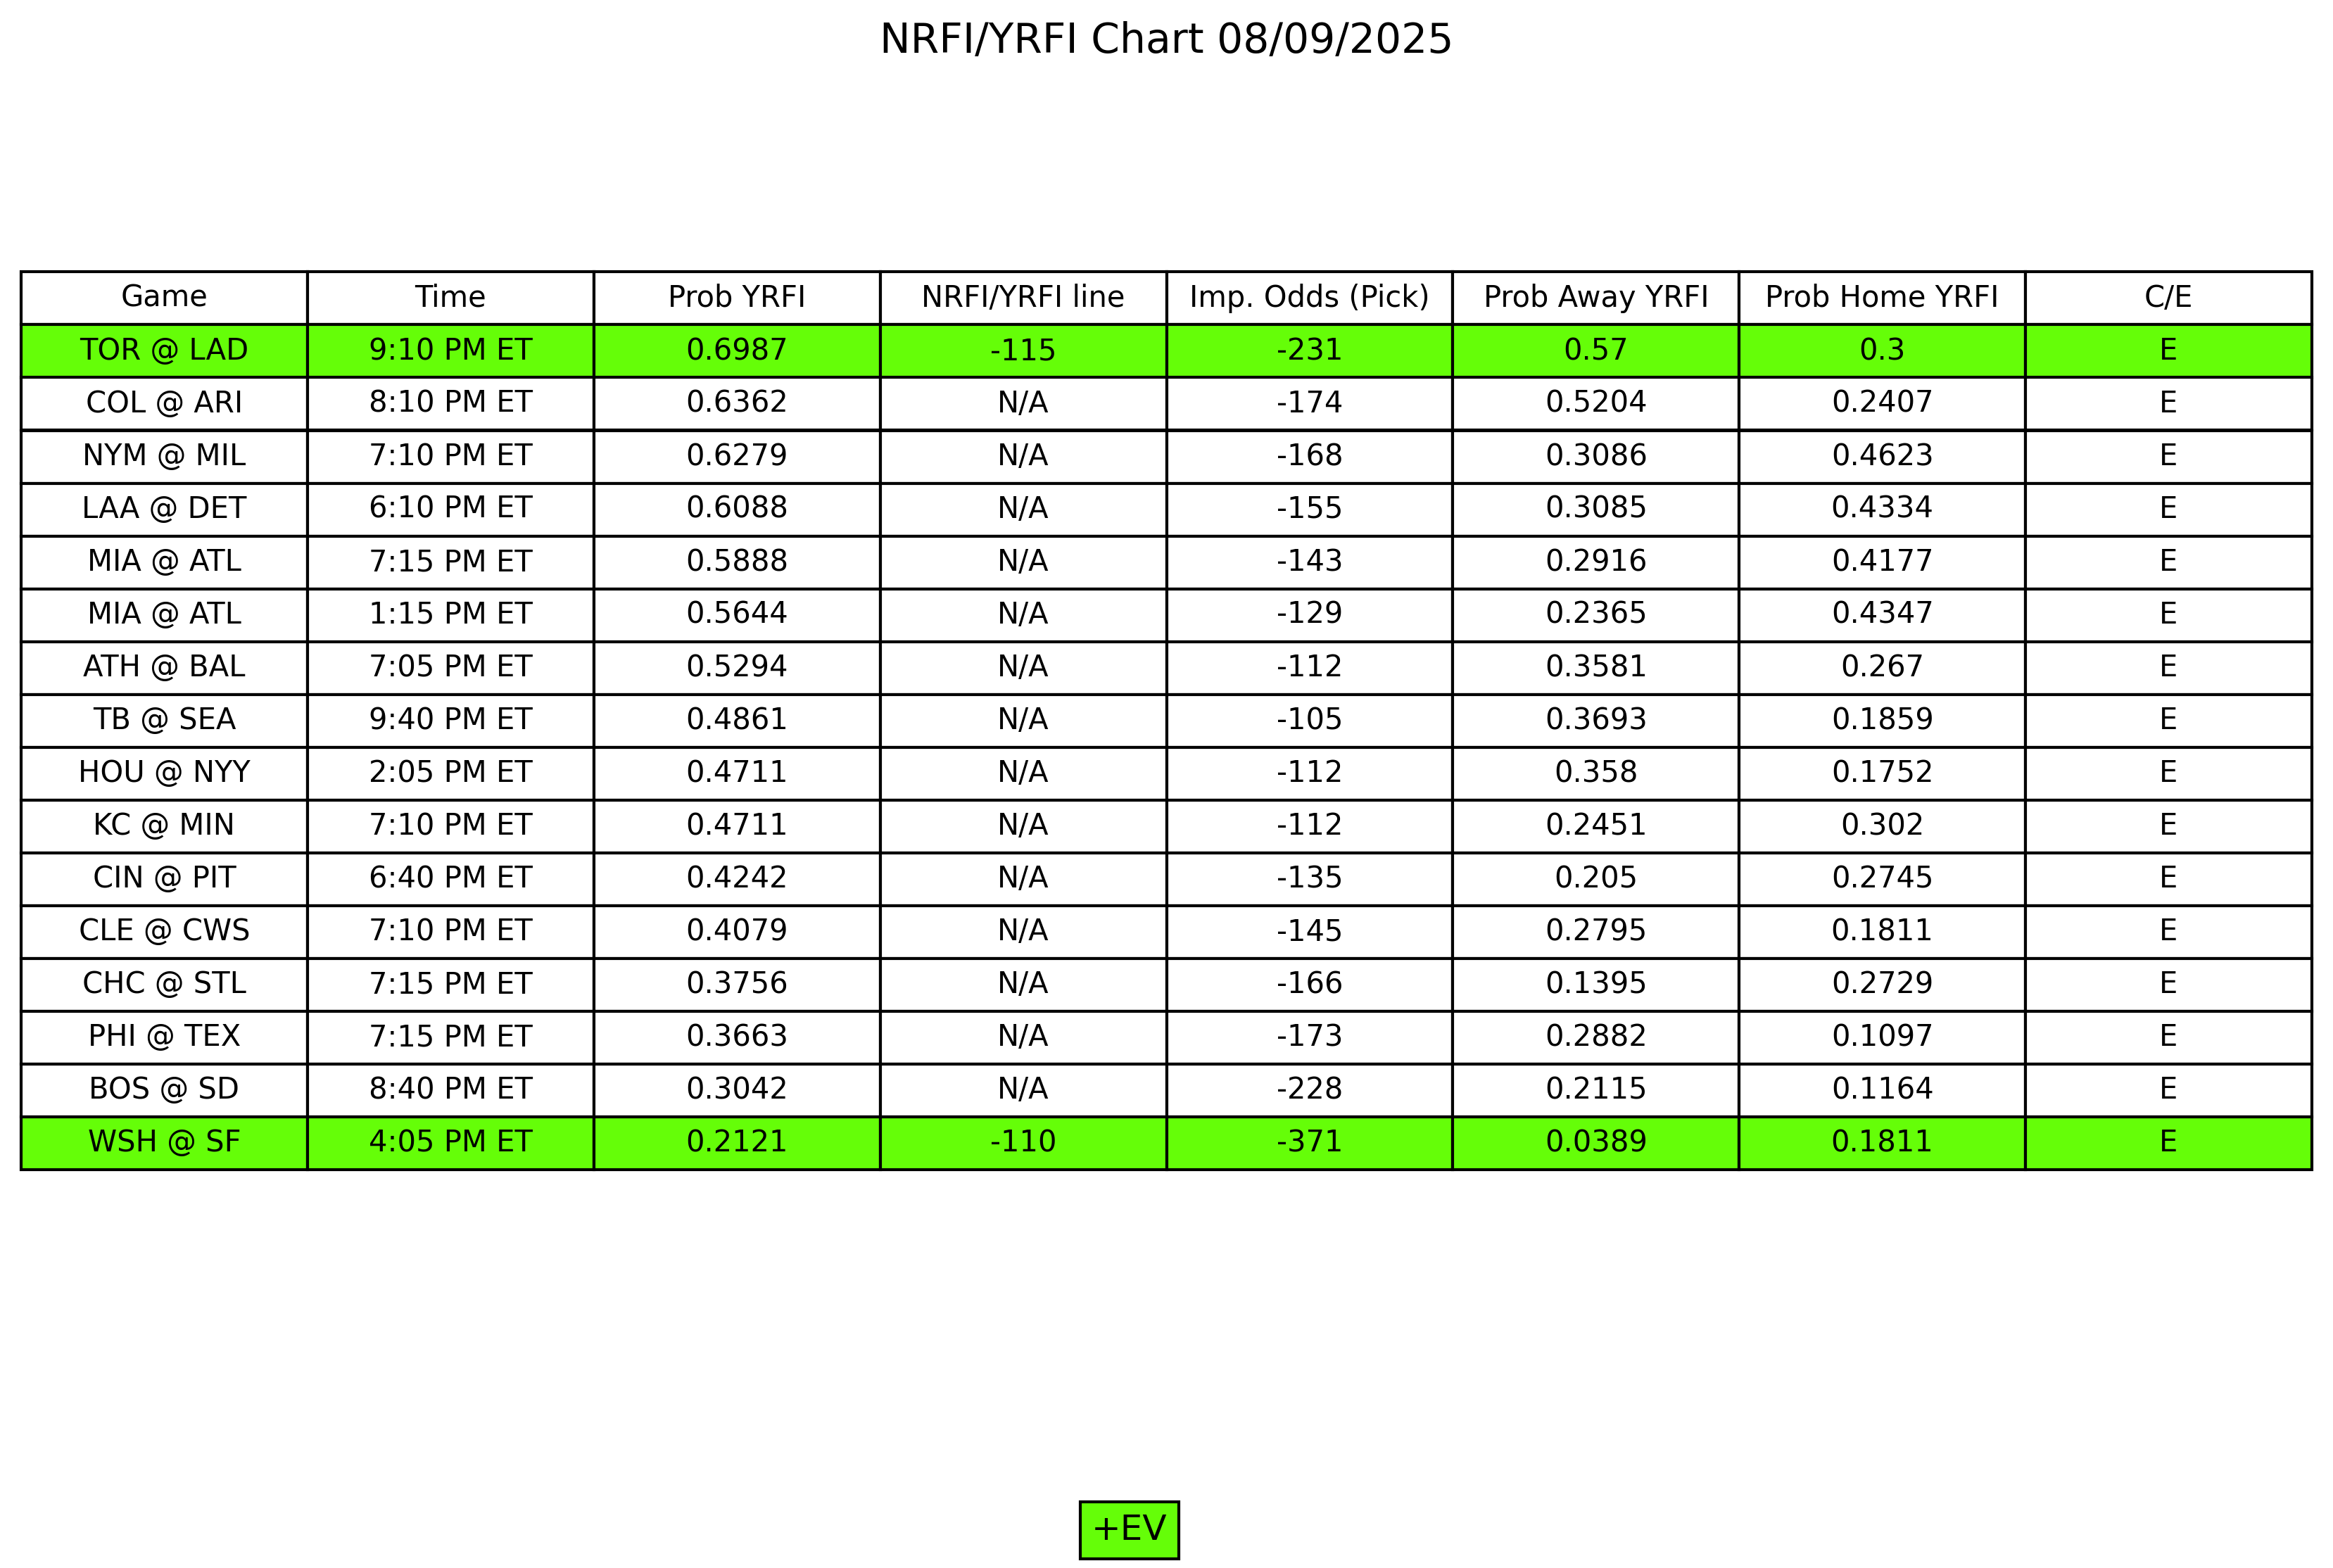 NRFI/YRFI Chart 08/09/2025
Game Time Prob YRFI NRFI/YRFI line Imp. Odds (Pick) Prob Away YRFI Prob Home YRFI C/E
TOR @ LAD 9:10 PM ET 0.6987 -115 -231 0.57 0.3 E
COL @ ARI 8:10 PM ET 0.6362 N/A -174 0.5204 0.2407 E
NYM @ MIL 7:10 PM ET 0.6279 N/A -168 0.3086 0.4623 E
LAA @ DET 6:10 PM ET 0.6088 N/A -155 0.3085 0.4334 E
MIA @ ATL 7:15 PM ET 0.5888 N/A -143 0.2916 0.4177 E
MIA @ ATL 1:15 PM ET 0.5644 N/A -129 0.2365 0.4347 E
ATH @ BAL 7:05 PM ET 0.5294 N/A -112 0.3581 0.267 E
TB @ SEA 9:40 PM ET 0.4861 N/A -105 0.3693 0.1859 E
HOU @ NYY 2:05 PM ET 0.4711 N/A -112 0.358 0.1752 E
KC @ MIN 7:10 PM ET 0.4711 N/A -112 0.2451 0.302 E
CIN @ PIT 6:40 PM ET 0.4242 N/A -135 0.205 0.2745 E
CLE @ CWS 7:10 PM ET 0.4079 N/A -145 0.2795 0.1811 E
CHC @ STL 7:15 PM ET 0.3756 N/A -166 0.1395 0.2729 E
PHI @ TEX 7:15 PM ET 0.3663 N/A -173 0.2882 0.1097 E
BOS @ SD 8:40 PM ET 0.3042 N/A -228 0.2115 0.1164 E
WSH @ SF 4:05 PM ET 0.2121 -110 -371 0.0389 0.1811 E
+EV